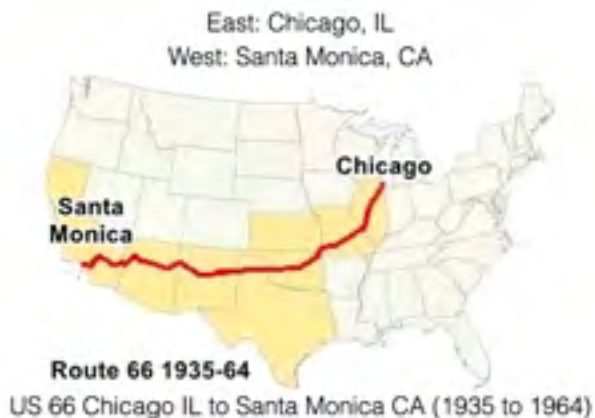 East: Chicago, IL
West: Santa Monica, CA
Chicago
Santa
Monica
Route 66 1935-64
US 66 Chicago IL to Santa Monica CA (1935 to 1964)